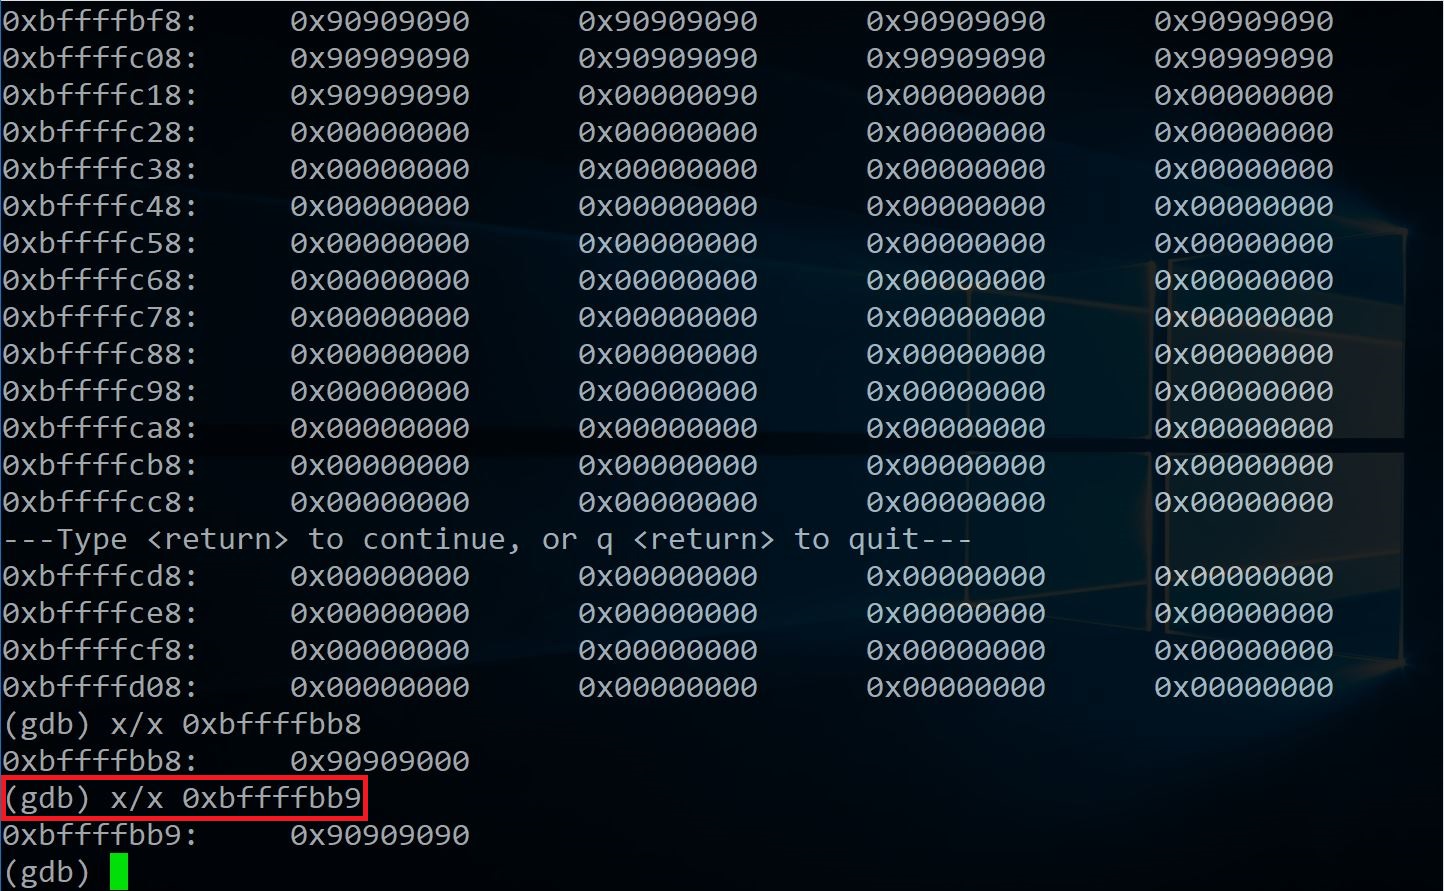 0xbffffbf8: 0x90909090 0x90909090 0x90909090 0x90909090
0xbffffc08: 0x90909090 0x90909090 0x90909090 0x90909090
0xbffffc18: 0x90909090 0x00000090 0x00000000 0x00000000
0xbffffc28: 0x00000000 0x00000000 0x00000000 0x00000000
0xbffffc38: 0x00000000 0x00000000 0x00000000 0x00000000
0xbffffc48: 0x00000000 0x00000000 0x00000000 0x00000000
0xbffffc58: 0x00000000 0x00000000 0x00000000 0x00000000
0xbffffc68: 0x00000000 0x00000000 0x00000000 0x00000000
0xbffffc78: 0x00000000 0x00000000 0x00000000 0x00000000
0xbffffc88: 0x00000000 0x00000000 0x00000000 0x00000000
0xbffffc98: 0x00000000 0x00000000 0x00000000 0x00000000
0xbffffca8: 0x00000000 0x00000000 0x00000000 0x00000000
0xbffffcb8: 0x00000000 0x00000000 0x00000000 0x00000000
0xbffffcc8: 0x00000000 0x00000000 0x00000000 0x00000000
---Type <return> to continue, or q <return> to quit---
0xbffffcd8: 0x00000000 0x00000000 0x00000000 0x00000000
0xbffffce8: 0x00000000 0x00000000 0x00000000 0x00000000
0xbffffcf8: 0x00000000 0x00000000 0x00000000 0x00000000
0xbffffd08: 0x00000000 0x00000000 0x00000000 0x00000000
(gdb) x/x 0xbffffbb8
0xbffffbb8: 0x90909000
(gdb) x/x 0xbffffbb9
0xbffffbb9: 0x90909090
(gdb)